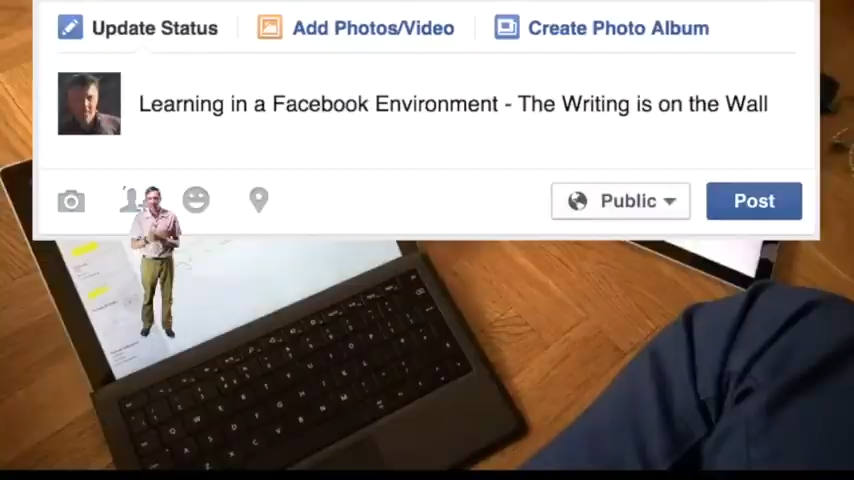 Update Status
Add Photos/Video
Create Photo Album
Learning in a Facebook Environment - The Writing is on the Wall
Public
Post